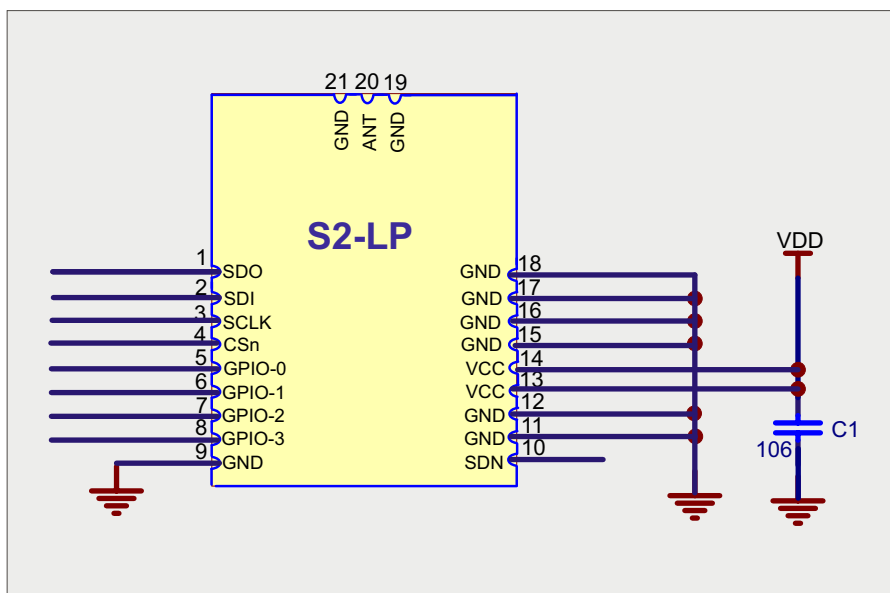 21 20 19
GND ANT GND
S2-LP
VDD
1 SDO
2 SDI
3 SCLK
4 CSn
5 GPIO-0
6 GPIO-1
7 GPIO-2
8 GPIO-3
9 GND
GND 18
GND 17
GND 16
GND 15
VCC 14
VCC 13
GND 12
GND 11
SDN 10
C1
106